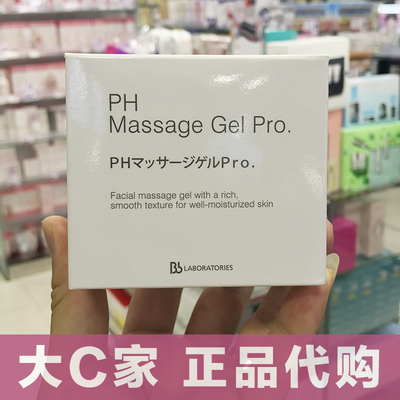 PH
Massage Gel Pro.
PHマッサージゲルPro.
Facial massage gel with a rich,
smooth texture for well-moisturized skin
Bb LABORATORIES
大C家 正品代购